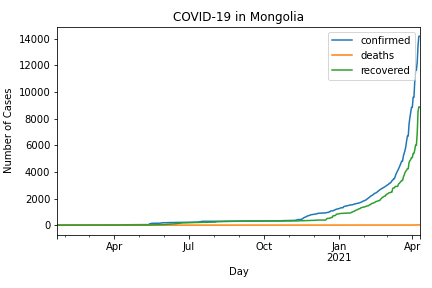 COVID-19 in Mongolia
14000
12000
10000
8000
6000
4000
2000
0
Number of Cases
confirmed
deaths
recovered
Apr
Jul
Oct
Jan
2021
Apr
Day